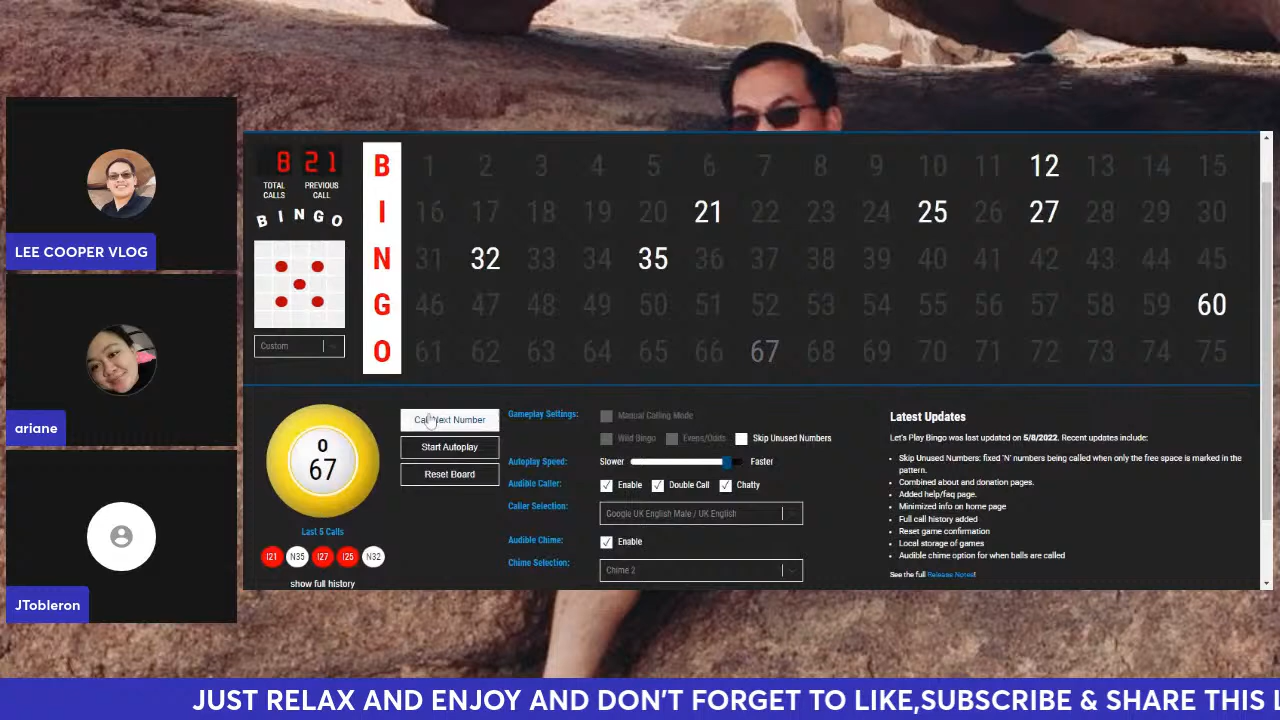 LEE COOPER VLOG
ariane
JTobleron
8 21
TOTAL CALLS
PREVIOUS CALL
B I N G O
Custom
B 1 2 3 4 5 6 7 8 9 10 11 12 13 14 15
I 16 17 18 19 20 21 22 23 24 25 26 27 28 29 30
N 31 32 33 34 35 36 37 38 39 40 41 42 43 44 45
G 46 47 48 49 50 51 52 53 54 55 56 57 58 59 60
O 61 62 63 64 65 66 67 68 69 70 71 72 73 74 75
O
67
Last 5 Calls
I21 N35 I27 I25 N32
show full history
Call Next Number
Start Autoplay
Reset Board
Gameplay Settings:
Manual Calling Mode
Wild Bingo Evens/Odds Skip Unused Numbers
Autoplay Speed: Slower Faster
Audible Caller: Enable Double Call Chatty
Caller Selection: Google UK English Male / UK English
Audible Chime: Enable
Chime Selection: Chime 2
Latest Updates
Let's Play Bingo was last updated on 5/8/2022. Recent updates include:
Skip Unused Numbers: fixed 'N' numbers being called when only the free space is marked in the
pattern.
Combined about and donation pages.
Added help/faq page.
Minimized info on home page
Full call history added
Reset game confirmation
Local storage of games
Audible chime option for when balls are called
See the full Release Notes!
JUST RELAX AND ENJOY AND DON'T FORGET TO LIKE,SUBSCRIBE & SHARE THIS L